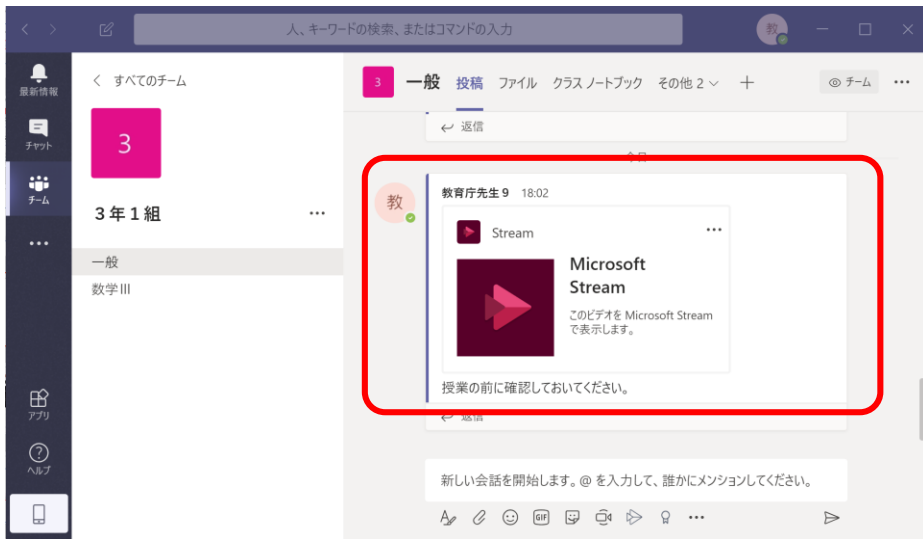 人、キーワードの検索、またはコマンドの入力
教
最新情報
チャット
チーム
アプリ
ヘルプ
すべてのチーム
3
3年1組
一般
数学III
3
一般 投稿 ファイル クラス ノートブック その他 2
チーム
返信
今日
教
教育庁先生9 18:02
Stream
Microsoft
Stream
このビデオを Microsoft Stream
で表示します。
授業の前に確認しておいてください。
返信
新しい会話を開始します。@ を入力して、誰かにメンションしてください。
GIF